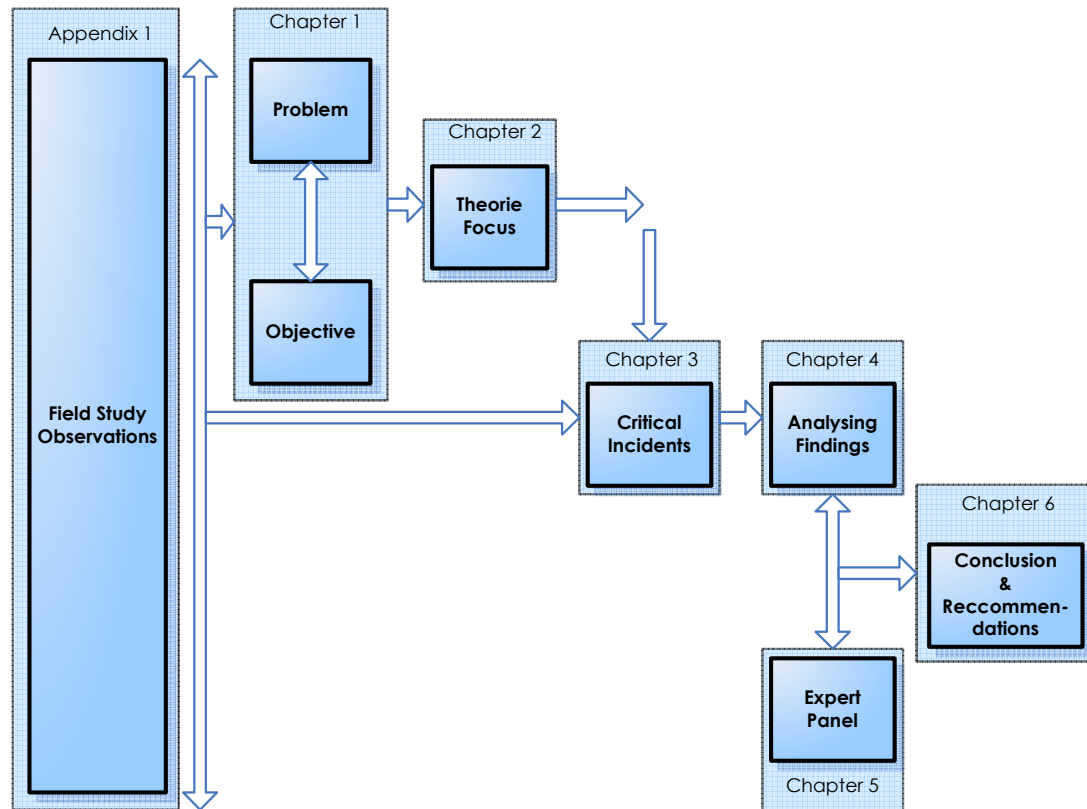 Appendix 1
Field Study
Observations
Chapter 1
Problem
Objective
Chapter 2
Theorie
Focus
Chapter 3
Critical
Incidents
Chapter 4
Analysing
Findings
Expert
Panel
Chapter 5
Chapter 6
Conclusion
&
Reccommen-
dations